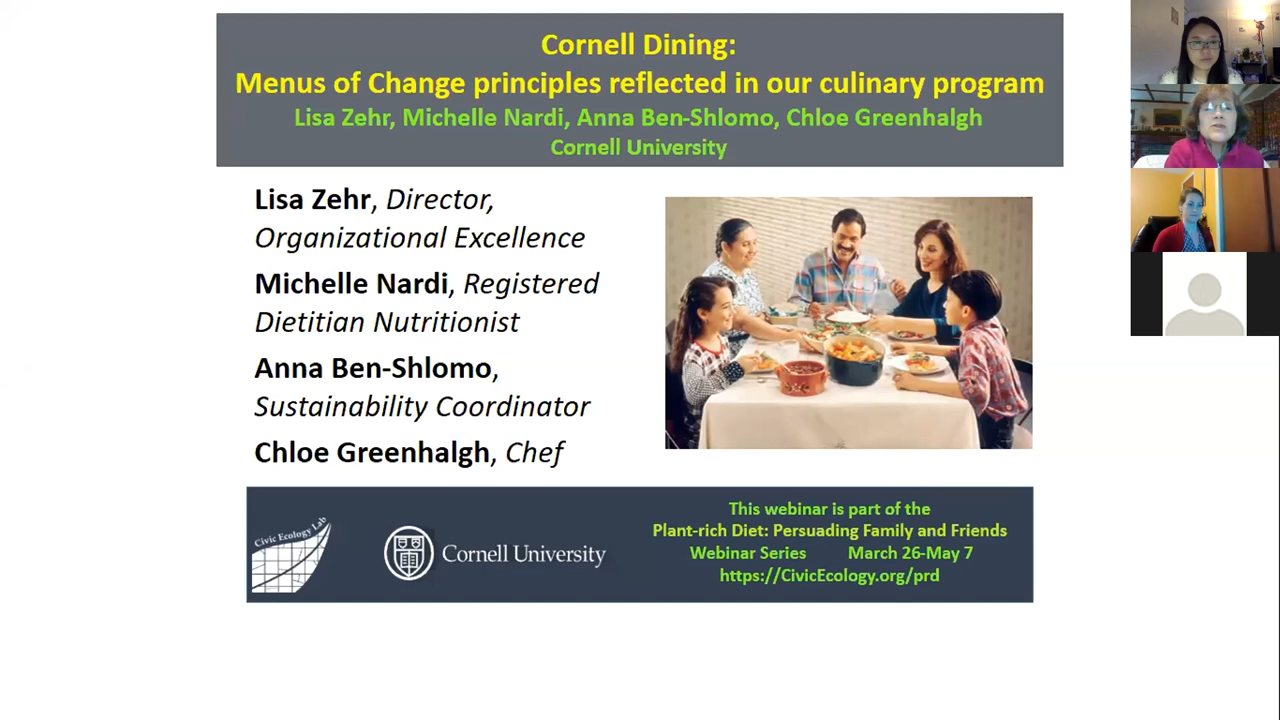 Cornell Dining:
Menus of Change principles reflected in our culinary program
Lisa Zehr, Michelle Nardi, Anna Ben-Shlomo, Chloe Greenhalgh
Cornell University
Lisa Zehr, Director,
Organizational Excellence
Michelle Nardi, Registered
Dietitian Nutritionist
Anna Ben-Shlomo,
Sustainability Coordinator
Chloe Greenhalgh, Chef
Civic Ecology Lab
Cornell University
This webinar is part of the
Plant-rich Diet: Persuading Family and Friends
Webinar Series March 26-May 7
https://CivicEcology.org/prd